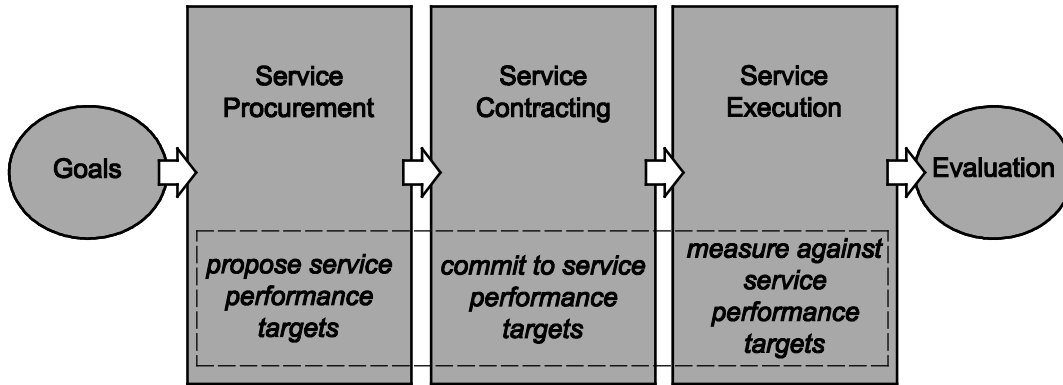 Goals
Service
Procurement
propose service
performance
targets
Service
Contracting
commit to service
performance
targets
Service
Execution
measure against
service
performance
targets
Evaluation